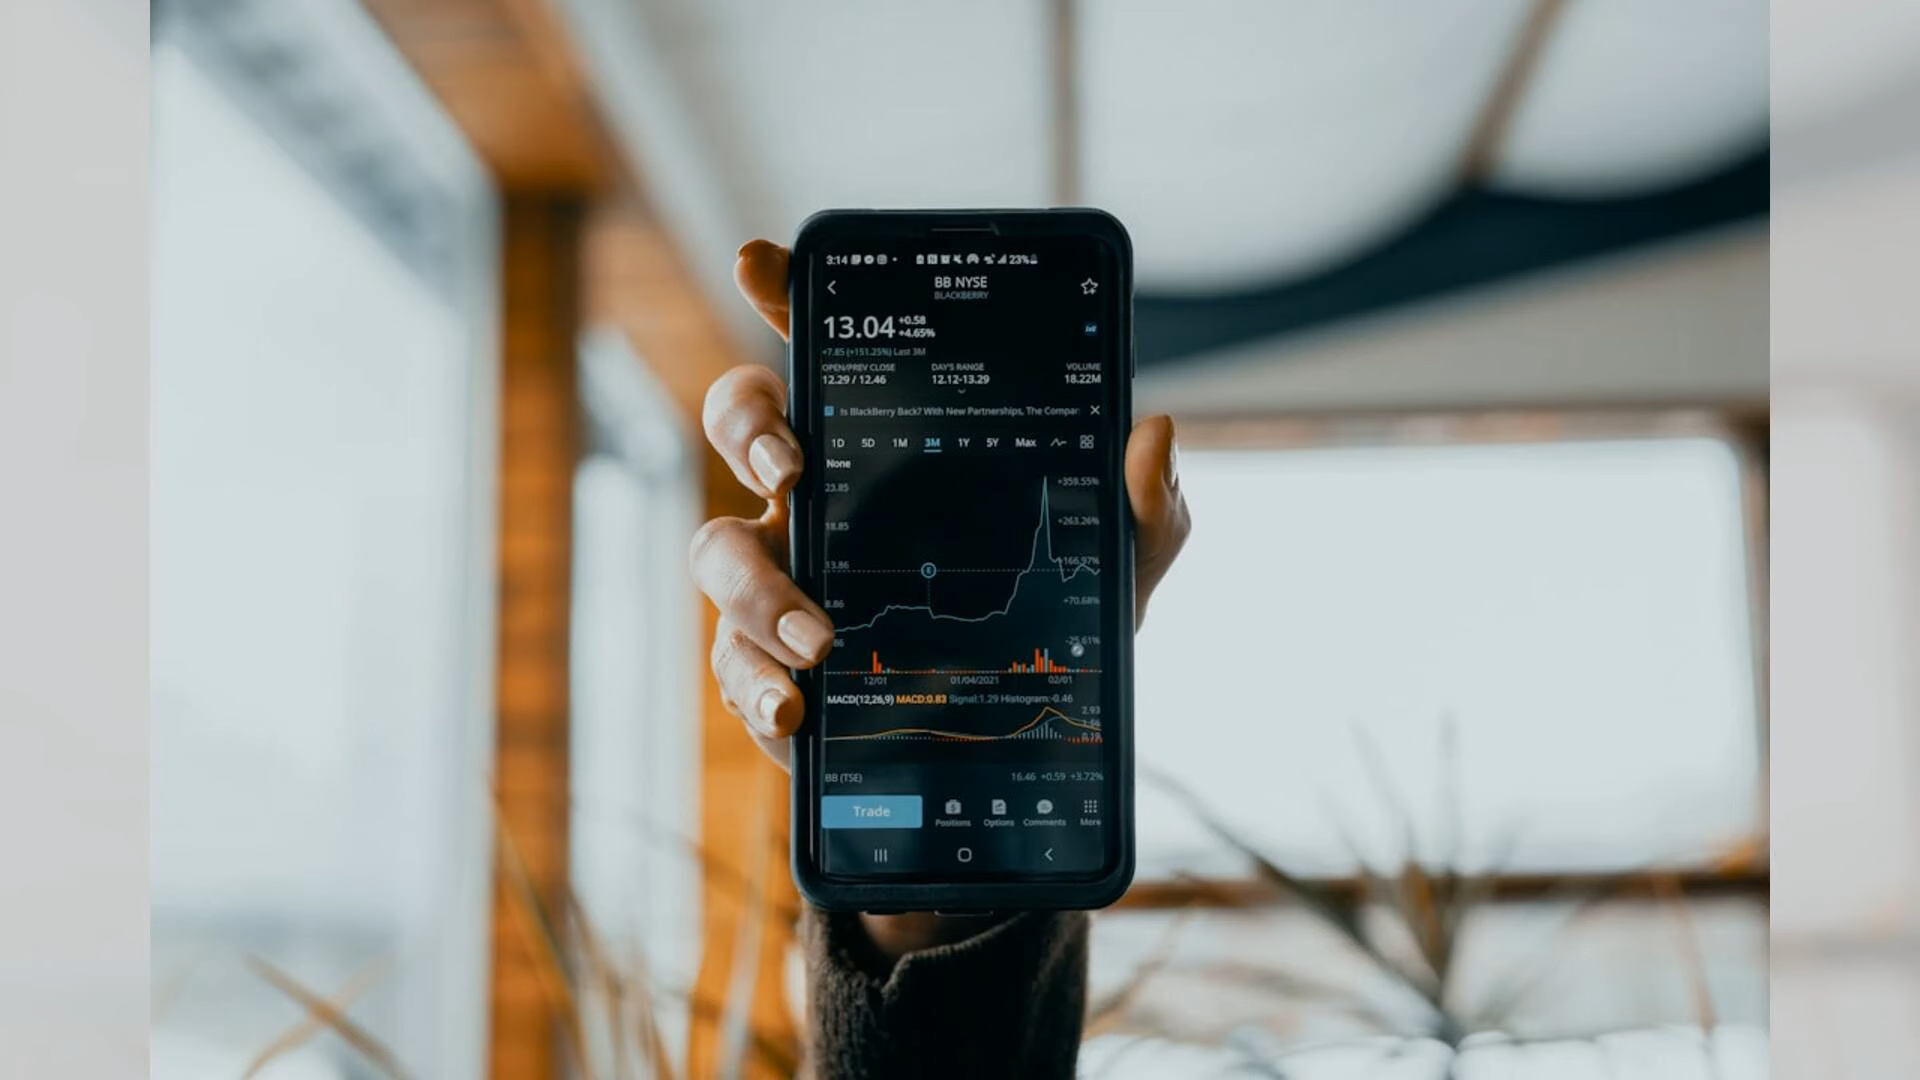 3:14 23%
BB NYSE
BLACKBERRY
13.04 +0.58
+4.65%
+7.85 (+151.25%) Last 3M
OPEN/PREV CLOSE DAY'S RANGE VOLUME
12.29 / 12.46 12.12-13.29 18.22M
Is BlackBerry Back? With New Partnerships, The Compar
1D 5D 1M 3M 1Y 5Y Max
None
23.85 +359.55%
18.85 +263.26%
13.86 +166.97%
E
8.86 +70.68%
-25.61%
12/01 01/04/2021 02/01
MACD(12,26,9) MACD:0.83 Signal:1.29 Histogram:-0.46
2.93
0.19
BB (TSE) 16.46 +0.59 +3.72%
Trade
Positions Options Comments More